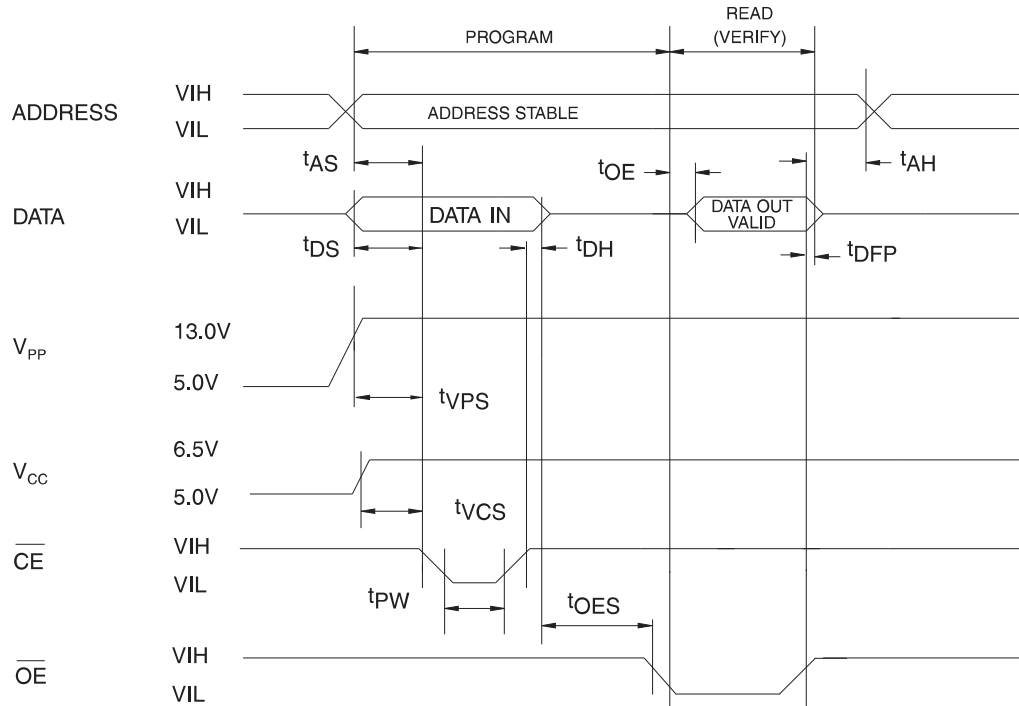 READ
PROGRAM (VERIFY)
VIH
ADDRESS ADDRESS STABLE
VIL
tAS tOE tAH
VIH
DATA DATA IN DATA OUT
VIL VALID
tDS tDH tDFP
13.0V
VPP
5.0V
tVPS
6.5V
VCC
5.0V
tVCS
CE VIH
VIL
tPW tOES
OE VIH
VIL